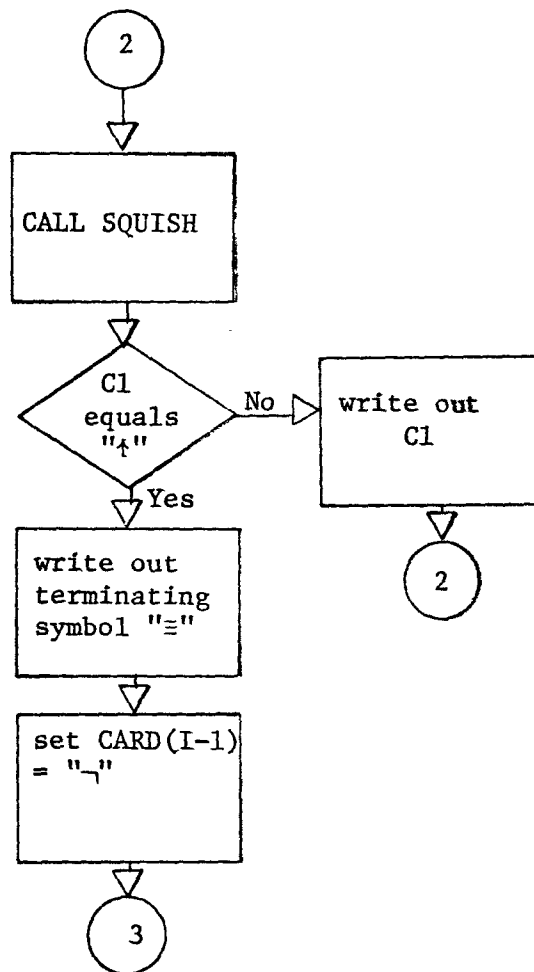 2
CALL SQUISH
C1
equals
"↑"
No
write out
C1
2
Yes
write out
terminating
symbol "≡"
set CARD(I-1)
= "¬"
3